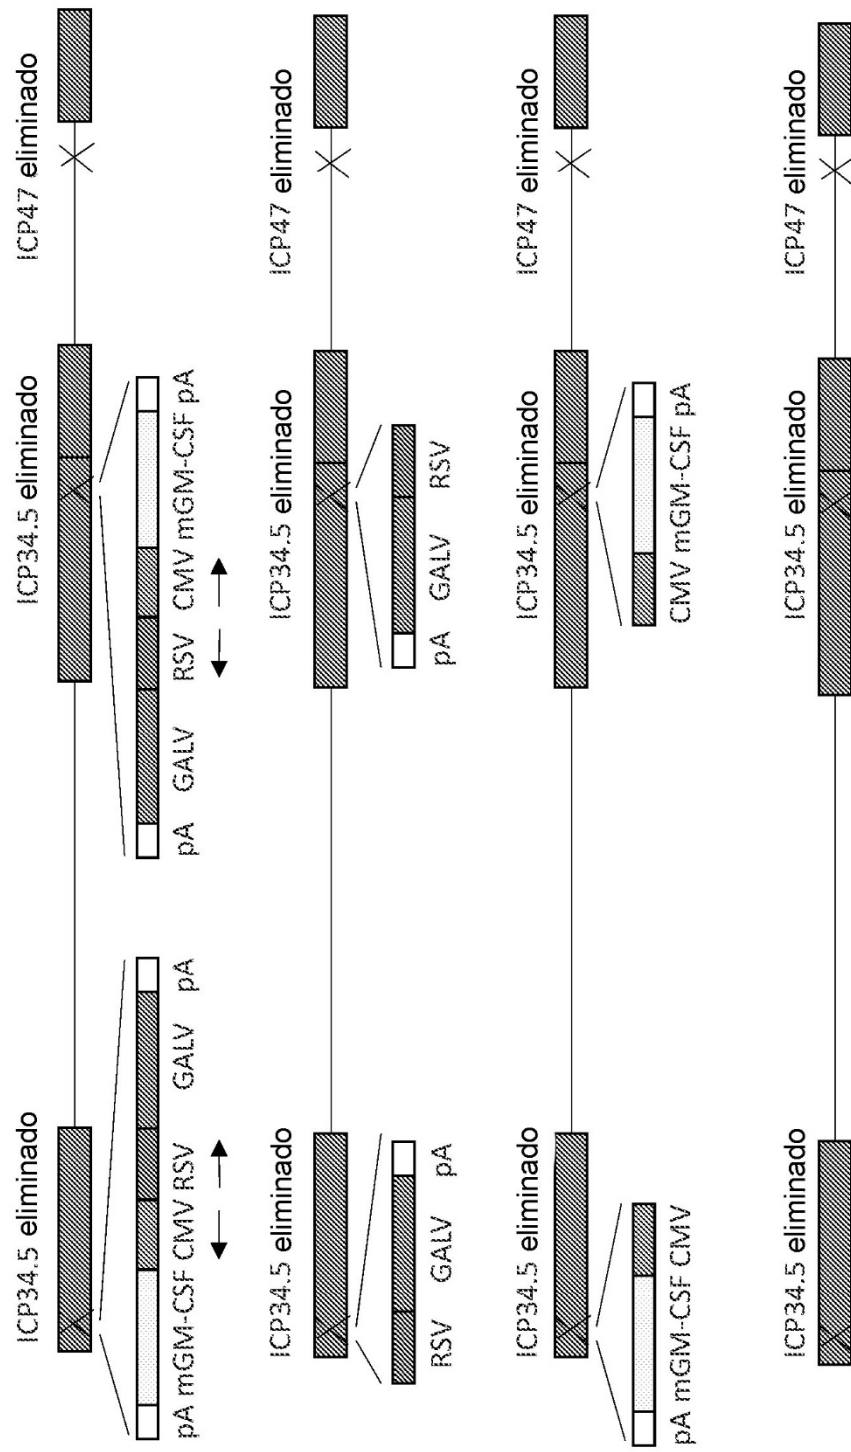 ICP34.5 eliminado
ICP34.5 eliminado
ICP47 eliminado
pA mGM-CSF CMV RSV GALV pA
pA GALV RSV CMV mGM-CSF pA
ICP34.5 eliminado
ICP34.5 eliminado
ICP47 eliminado
RSV GALV pA
pA GALV RSV
ICP34.5 eliminado
ICP34.5 eliminado
ICP47 eliminado
pA mGM-CSF CMV
CMV mGM-CSF pA
ICP34.5 eliminado
ICP34.5 eliminado
ICP47 eliminado